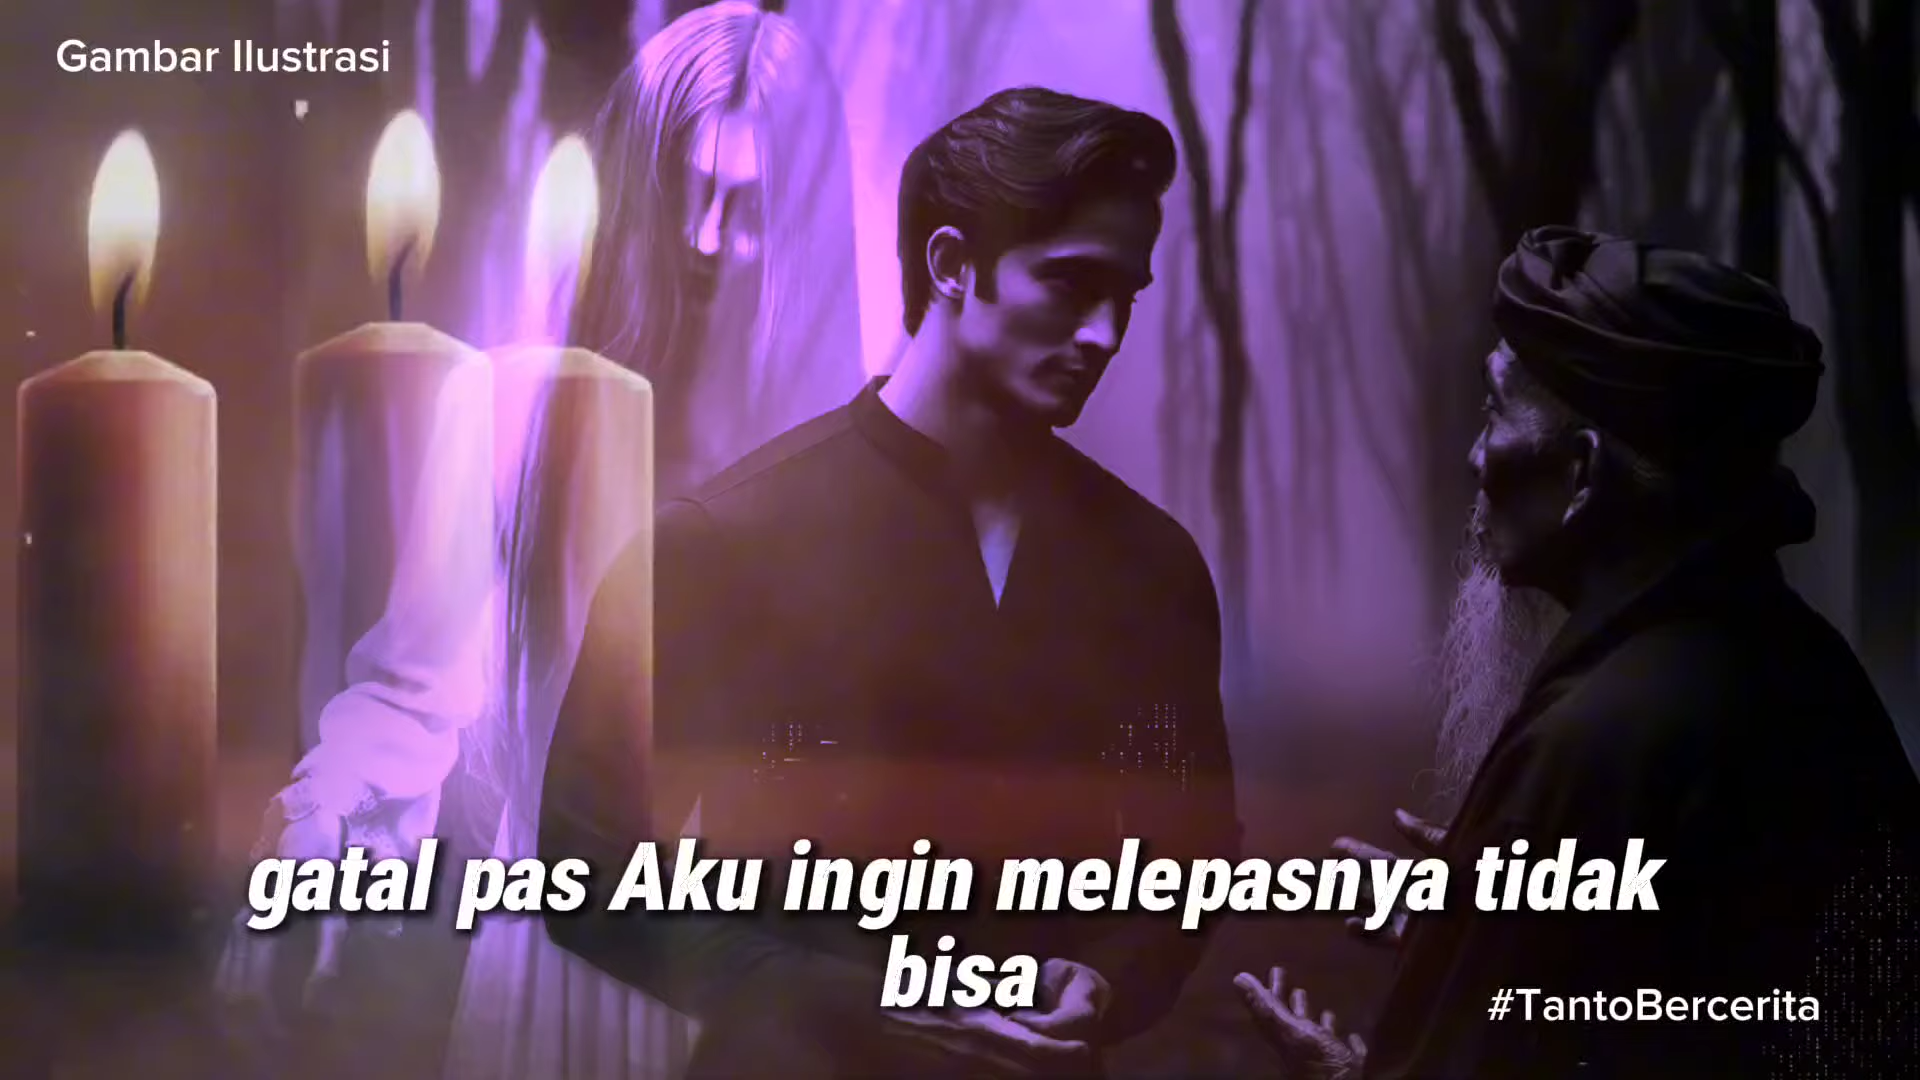 Gambar Ilustrasi
gatal pas Aku ingin melepasnya tidak
bisa
#TantoBercerita